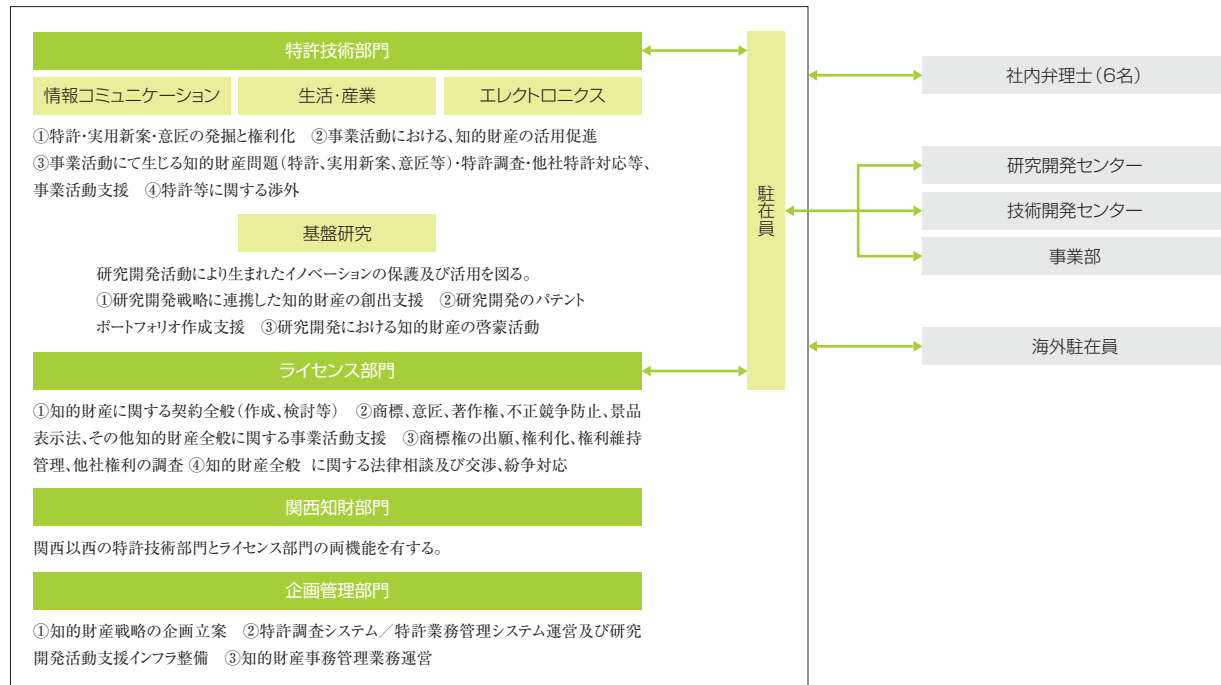 特許技術部門
情報コミュニケーション
生活・産業
エレクトロニクス
①特許・実用新案・意匠の発掘と権利化　②事業活動における、知的財産の活用促進
③事業活動にて生じる知的財産問題（特許、実用新案、意匠等）・特許調査・他社特許対応等、
事業活動支援　④特許等に関する渉外
基盤研究
研究開発活動により生まれたイノベーションの保護及び活用を図る。
①研究開発戦略に連携した知的財産の創出支援　②研究開発のパテント
ポートフォリオ作成支援　③研究開発における知的財産の啓蒙活動
ライセンス部門
①知的財産に関する契約全般（作成、検討等）　②商標、意匠、著作権、不正競争防止、景品
表示法、その他知的財産全般に関する事業活動支援　③商標権の出願、権利化、権利維持
管理、他社権利の調査 ④知的財産全般 に関する法律相談及び交渉、紛争対応
関西知財部門
関西以西の特許技術部門とライセンス部門の両機能を有する。
企画管理部門
①知的財産戦略の企画立案　②特許調査システム／特許業務管理システム運営及び研究
開発活動支援インフラ整備　③知的財産事務管理業務運営
駐在員
社内弁理士（6名）
研究開発センター
技術開発センター
事業部
海外駐在員